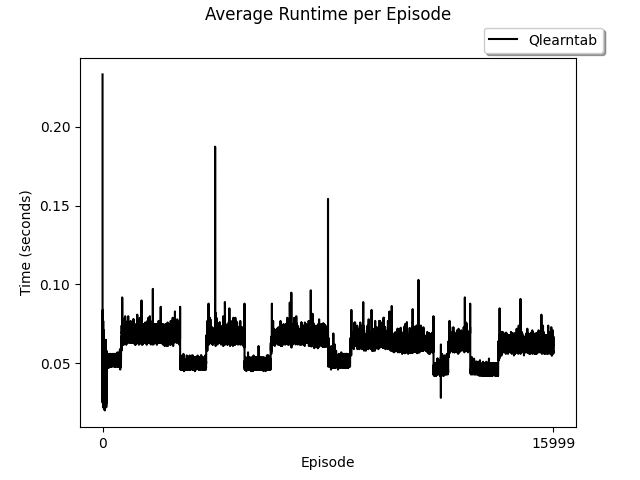 Average Runtime per Episode
Qlearntab
0.20
0.15
0.10
0.05
Time (seconds)
0 15999
Episode